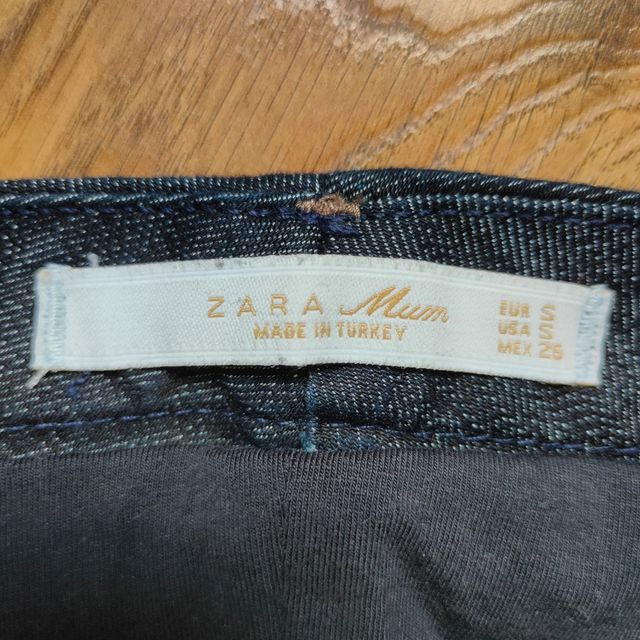 ZARA Mum
MADE IN TURKEY
EUR S
USA S
MEX 26